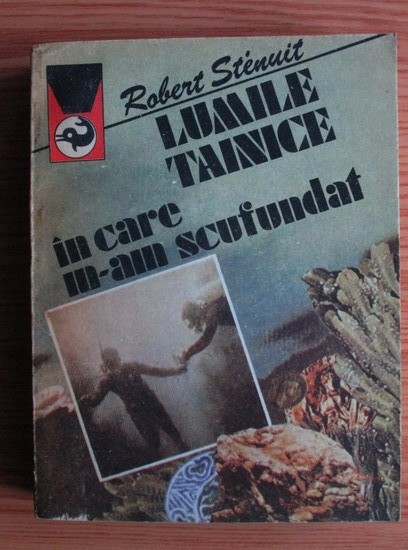 Robert Sténuit
LUMILE
TAINICE
în care
m-am scufundat